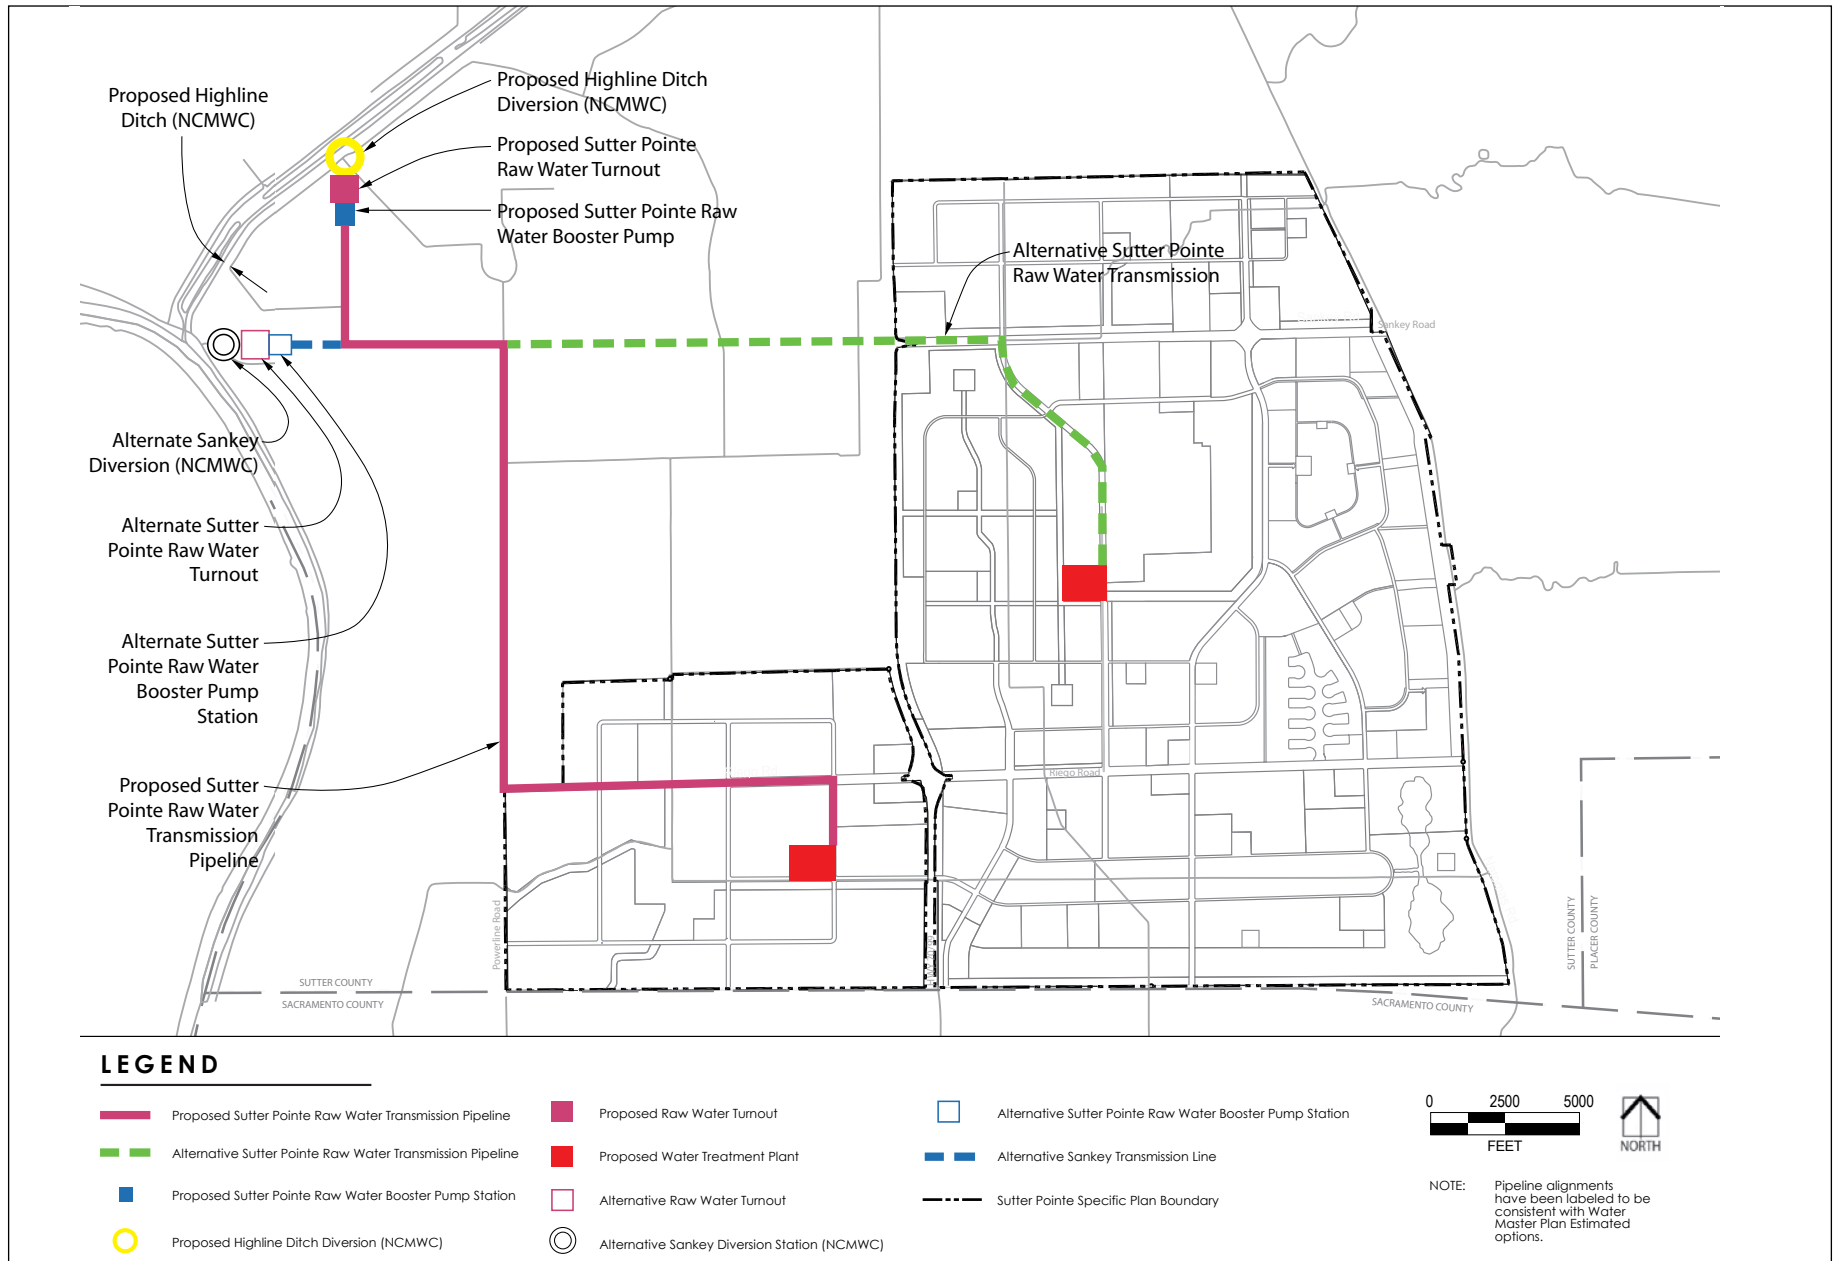 Proposed Highline
Ditch (NCMWC)
Proposed Highline Ditch
Diversion (NCMWC)
Proposed Sutter Pointe
Raw Water Turnout
Proposed Sutter Pointe Raw
Water Booster Pump
Alternative Sutter Pointe
Raw Water Transmission
Sankey Road
Alternate Sankey
Diversion (NCMWC)
Alternate Sutter
Pointe Raw Water
Turnout
Alternate Sutter
Pointe Raw Water
Booster Pump
Station
Proposed Sutter
Pointe Raw Water
Transmission
Pipeline
Riego Road
Powerline Road
SUTTER COUNTY
SACRAMENTO COUNTY
SUTTER COUNTY
PLACER COUNTY
SACRAMENTO COUNTY
LEGEND
Proposed Sutter Pointe Raw Water Transmission Pipeline
Alternative Sutter Pointe Raw Water Transmission Pipeline
Proposed Sutter Pointe Raw Water Booster Pump Station
Proposed Highline Ditch Diversion (NCMWC)
Proposed Raw Water Turnout
Proposed Water Treatment Plant
Alternative Raw Water Turnout
Alternative Sankey Diversion Station (NCMWC)
Alternative Sutter Pointe Raw Water Booster Pump Station
Alternative Sankey Transmission Line
Sutter Pointe Specific Plan Boundary
0 2500 5000
FEET
NORTH
NOTE: Pipeline alignments
have been labeled to be
consistent with Water
Master Plan Estimated
options.